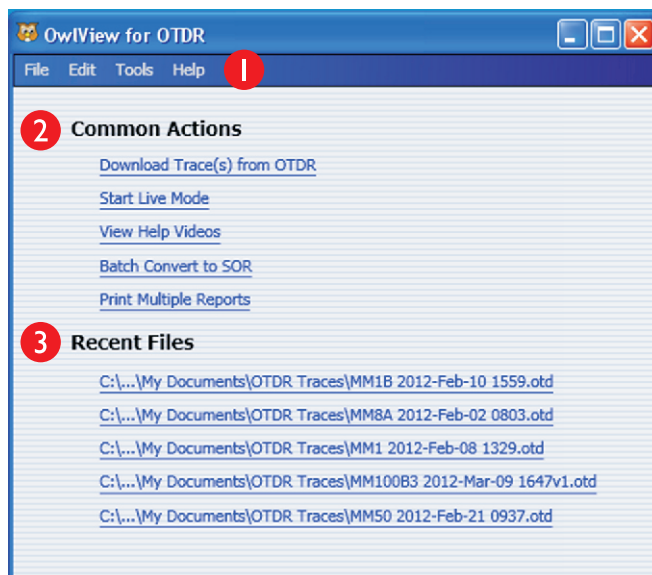 OwlView for OTDR
File Edit Tools Help 1
2 Common Actions
Download Trace(s) from OTDR
Start Live Mode
View Help Videos
Batch Convert to SOR
Print Multiple Reports
3 Recent Files
C:\...\My Documents\OTDR Traces\MM1B 2012-Feb-10 1559.otd
C:\...\My Documents\OTDR Traces\MM8A 2012-Feb-02 0803.otd
C:\...\My Documents\OTDR Traces\MM1 2012-Feb-08 1329.otd
C:\...\My Documents\OTDR Traces\MM100B3 2012-Mar-09 1647v1.otd
C:\...\My Documents\OTDR Traces\MM50 2012-Feb-21 0937.otd